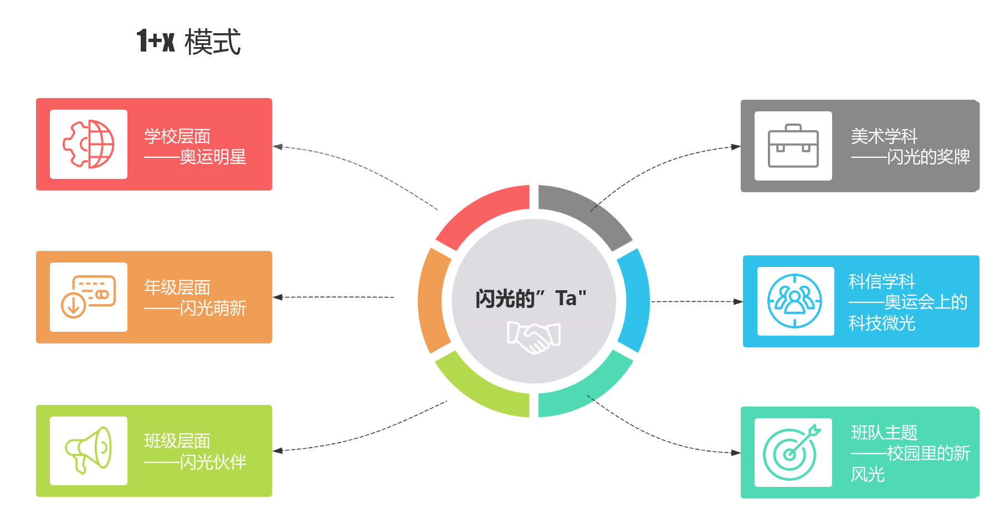 1+x 模式
学校层面
——奥运明星
年级层面
——闪光萌新
班级层面
——闪光伙伴
闪光的”Ta"
美术学科
——闪光的奖牌
科信学科
——奥运会上的
科技微光
班队主题
——校园里的新
风光